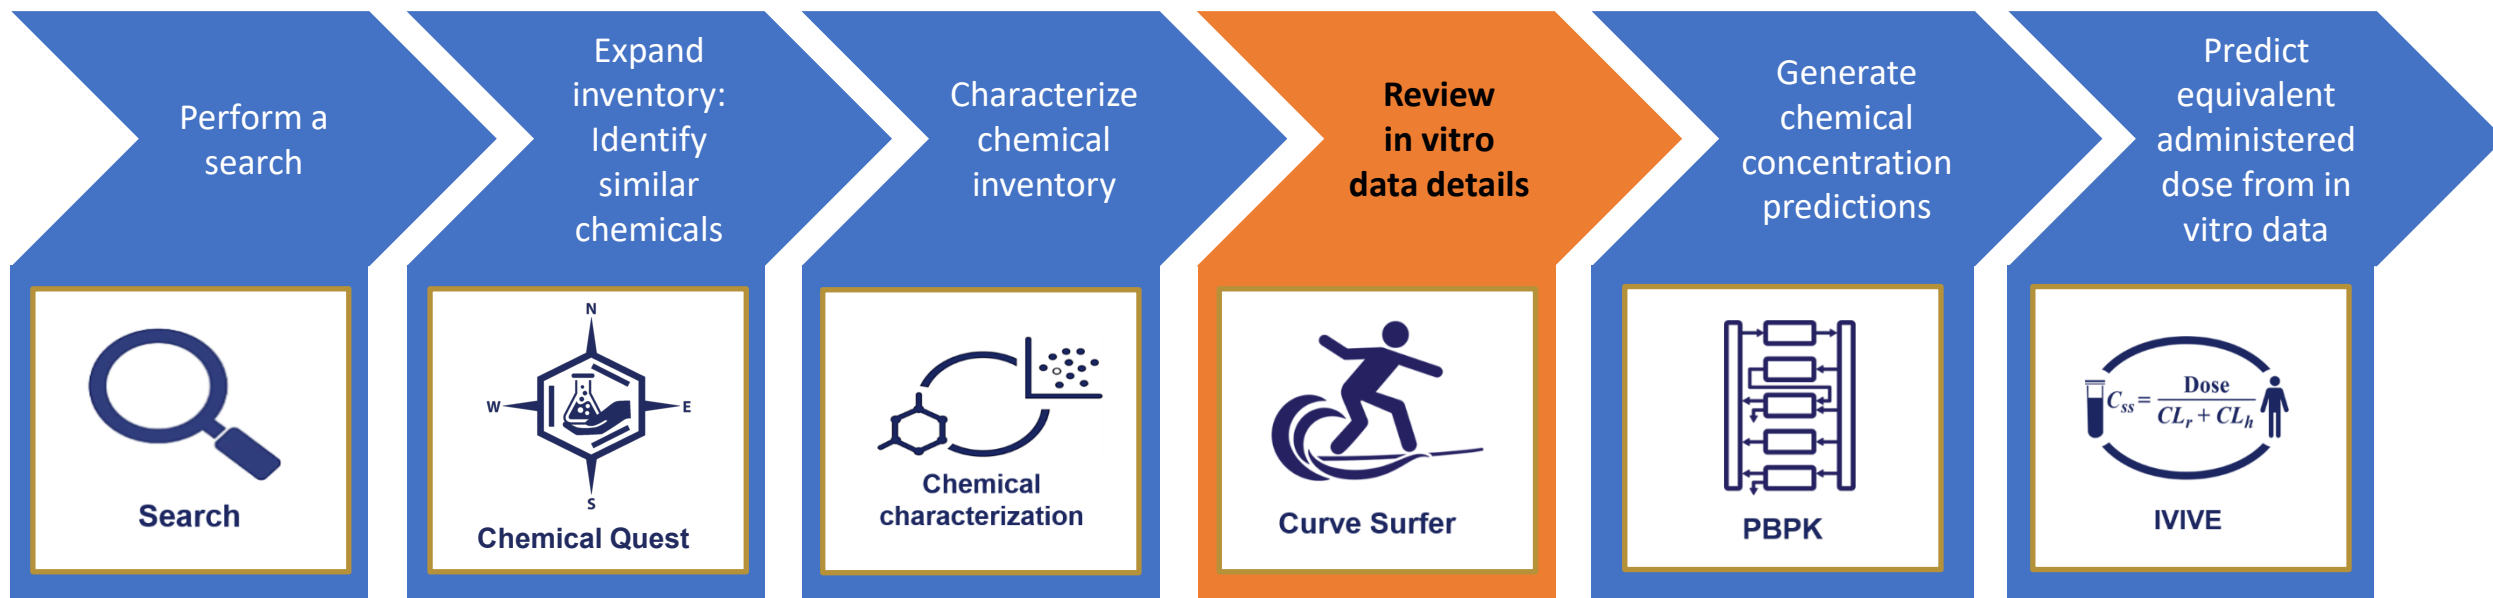 Perform a
search
Expand
inventory:
Identify
similar
chemicals
Characterize
chemical
inventory
Review
in vitro
data details
Generate
chemical
concentration
predictions
Predict
equivalent
administered
dose from in
vitro data
Search
N
W
E
S
Chemical Quest
Chemical
characterization
Curve Surfer
PBPK
Css = Dose
CLr + CLh
IVIVE